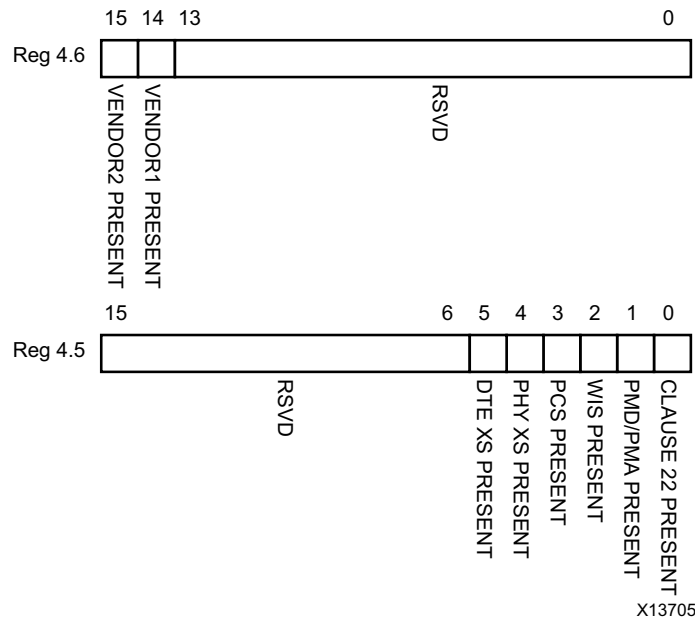 15 14 13 0
Reg 4.6
VENDOR2 PRESENT
VENDOR1 PRESENT
RSVD
15 6 5 4 3 2 1 0
Reg 4.5
RSVD
DTE XS PRESENT
PHY XS PRESENT
PCS PRESENT
WIS PRESENT
PMD/PMA PRESENT
CLAUSE 22 PRESENT
X13705